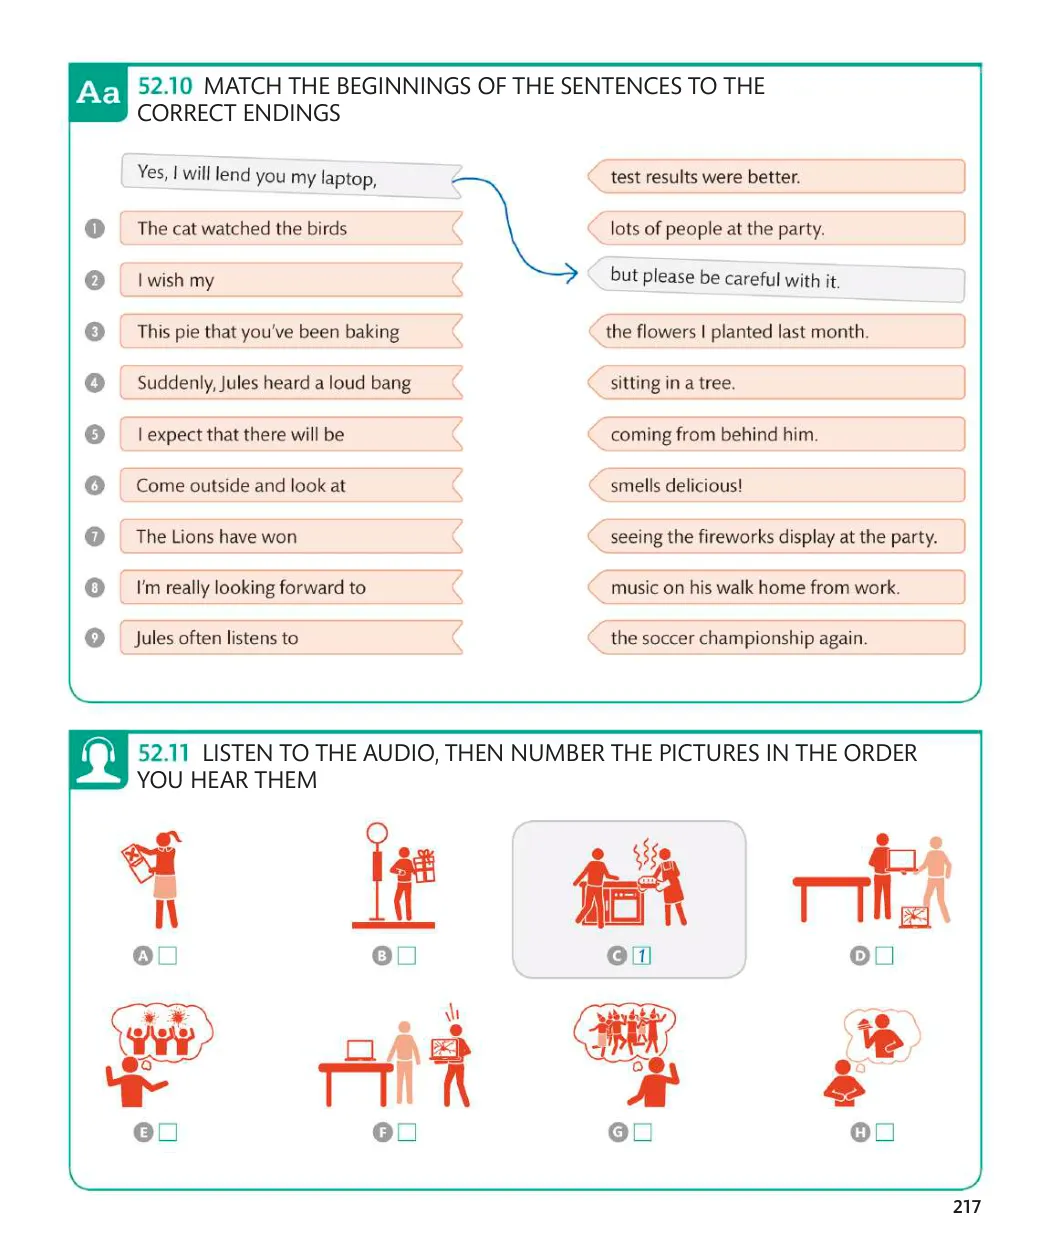 Aa 52.10 MATCH THE BEGINNINGS OF THE SENTENCES TO THE
CORRECT ENDINGS
Yes, I will lend you my laptop,
test results were better.
1 The cat watched the birds
lots of people at the party.
2 I wish my
but please be careful with it.
3 This pie that you've been baking
the flowers I planted last month.
4 Suddenly, Jules heard a loud bang
sitting in a tree.
5 I expect that there will be
coming from behind him.
6 Come outside and look at
smells delicious!
7 The Lions have won
seeing the fireworks display at the party.
8 I'm really looking forward to
music on his walk home from work.
9 Jules often listens to
the soccer championship again.
52.11 LISTEN TO THE AUDIO, THEN NUMBER THE PICTURES IN THE ORDER
YOU HEAR THEM
A
B
C 1
D
E
F
G
H
217